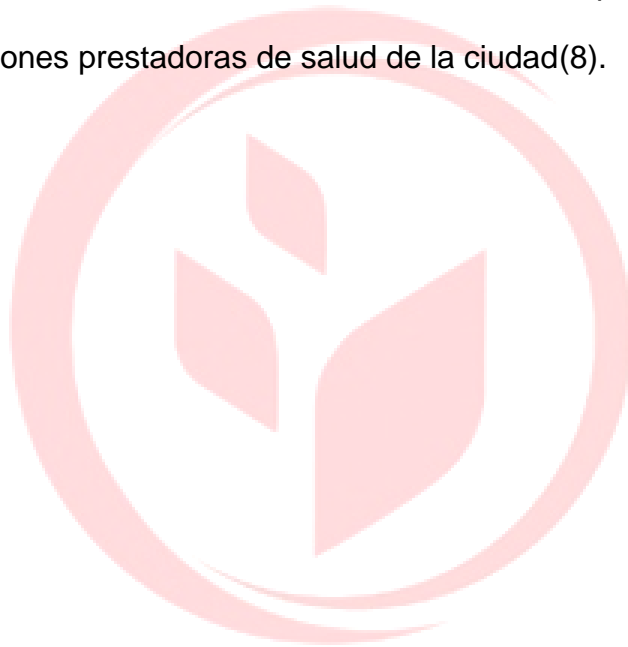 ones prestadoras de salud de la ciudad(8).